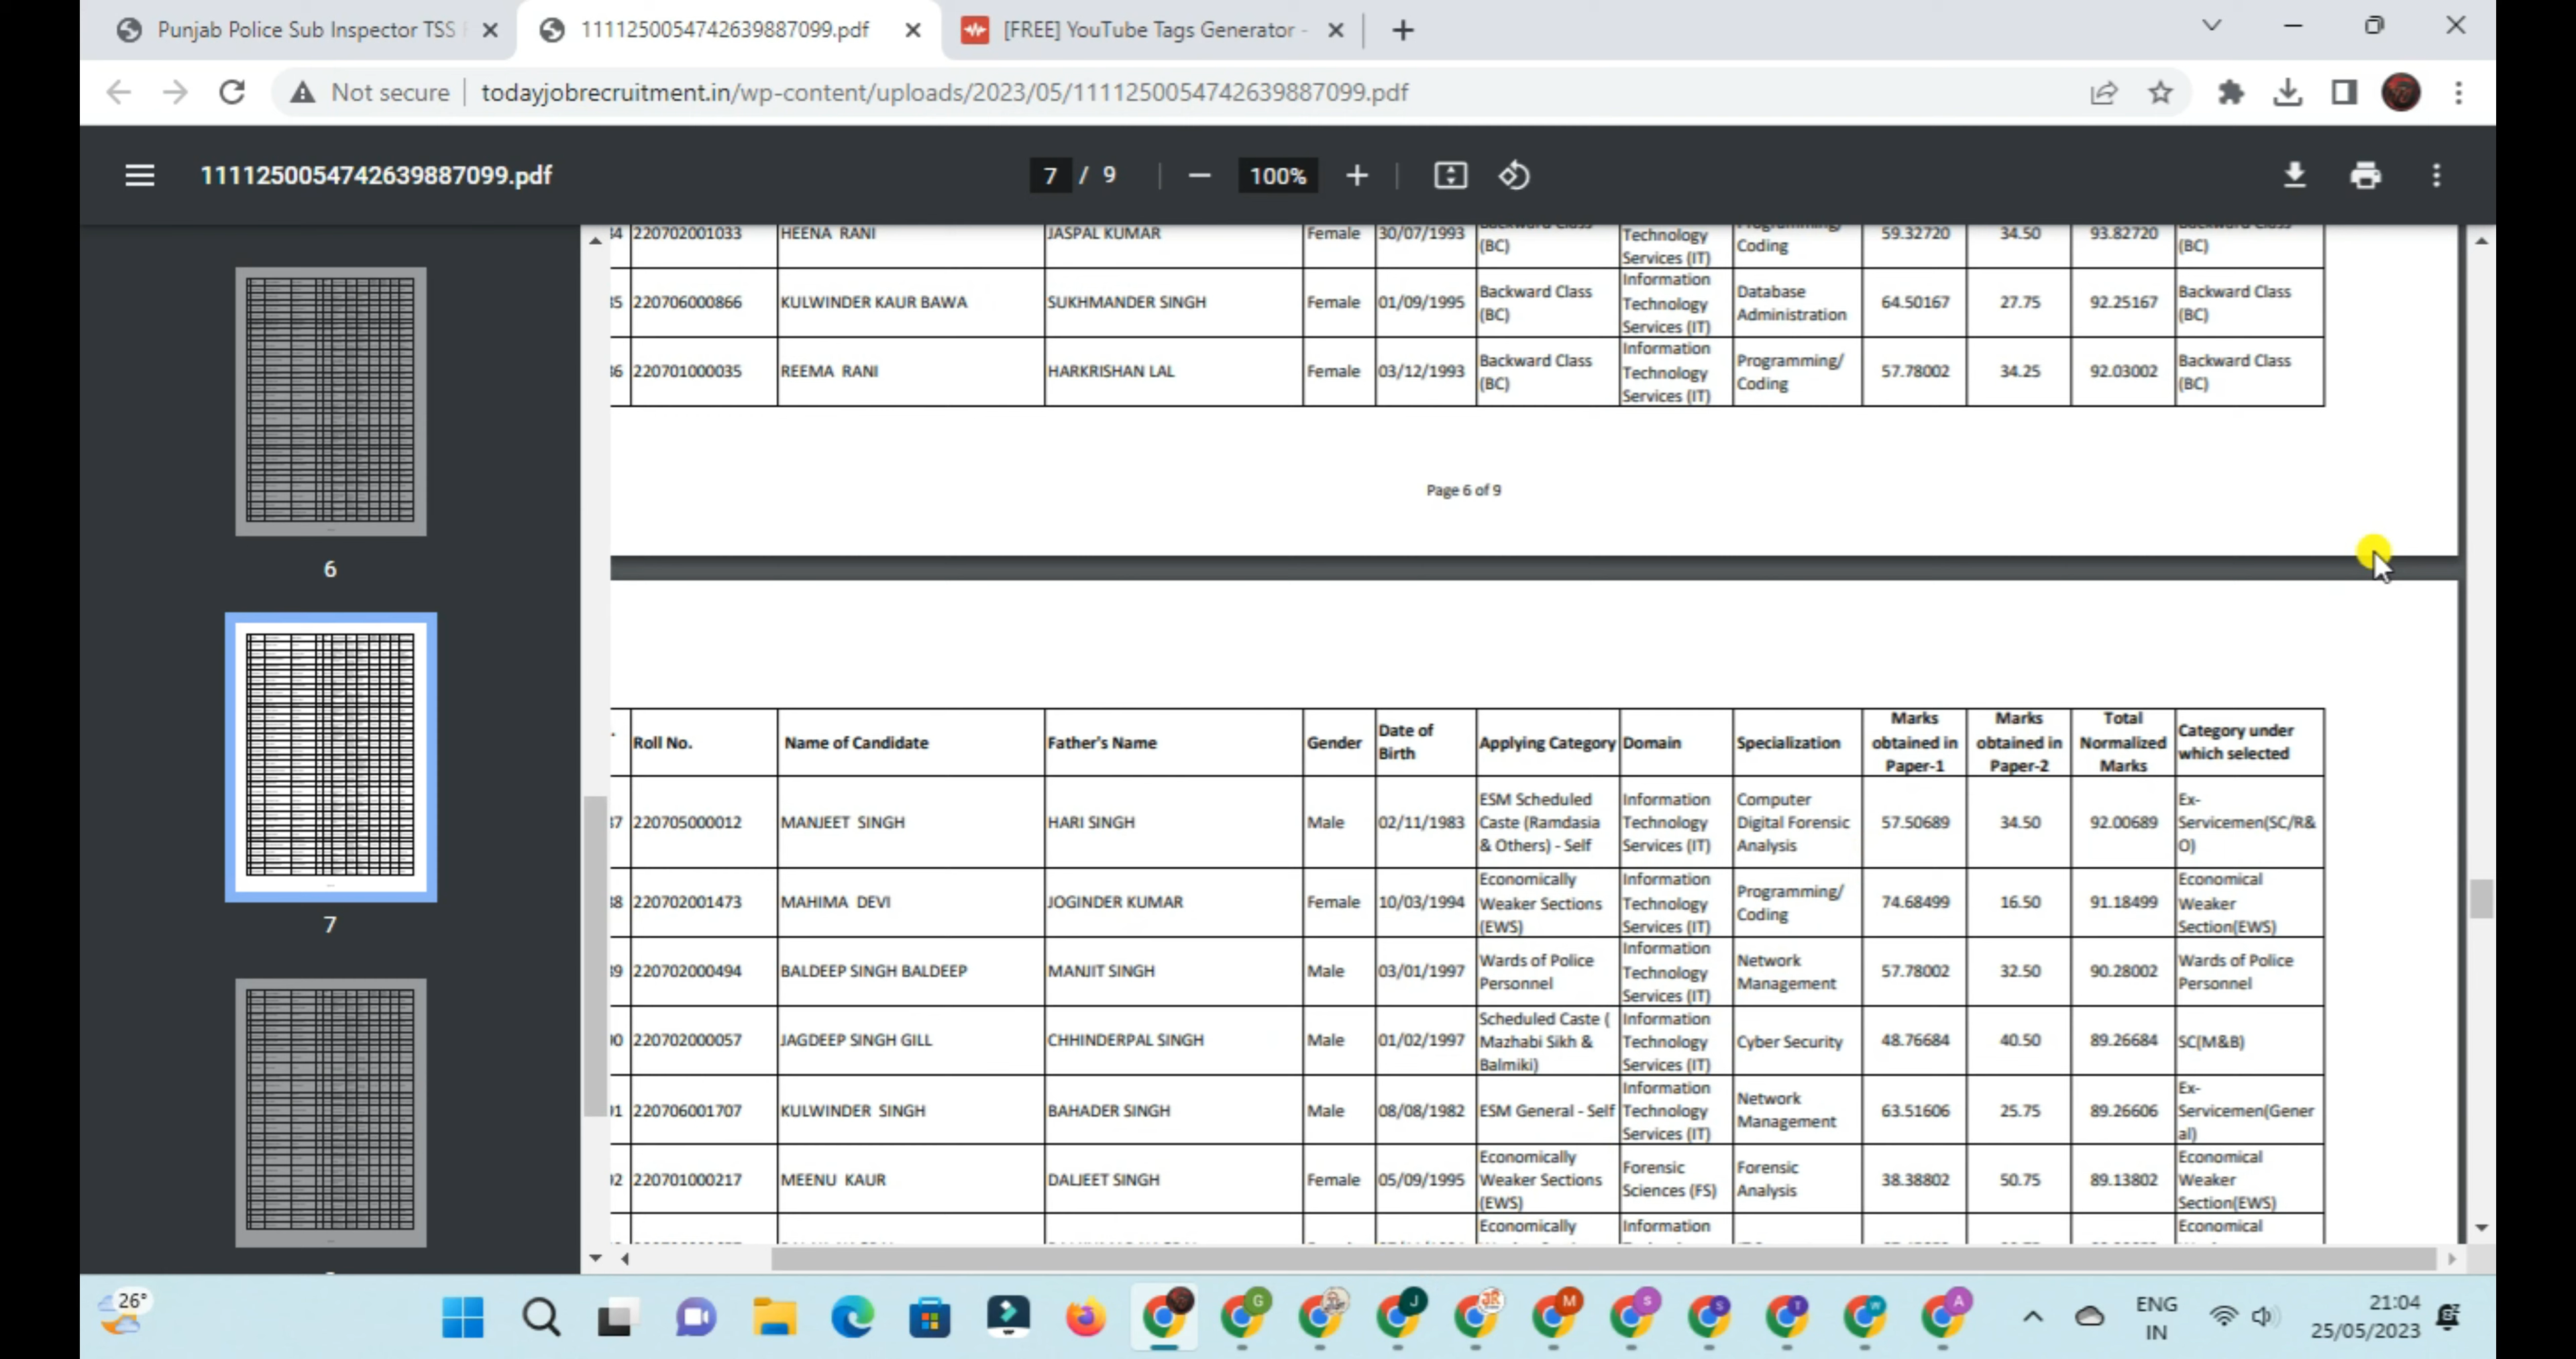 Punjab Police Sub Inspector TSS
1111250054742639887099.pdf
[FREE] YouTube Tags Generator -
Not secure
todayjobrecruitment.in/wp-content/uploads/2023/05/1111250054742639887099.pdf
1111250054742639887099.pdf
7 / 9
100%
6
7
34 220702001033 HEENA RANI JASPAL KUMAR Female 30/07/1993 Backward Class (BC) Technology Services (IT) Programming/ Coding 59.32720 34.50 93.82720 Backward Class (BC)
35 220706000866 KULWINDER KAUR BAWA SUKHMANDER SINGH Female 01/09/1995 Backward Class (BC) Information Technology Services (IT) Database Administration 64.50167 27.75 92.25167 Backward Class (BC)
36 220701000035 REEMA RANI HARKRISHAN LAL Female 03/12/1993 Backward Class (BC) Information Technology Services (IT) Programming/ Coding 57.78002 34.25 92.03002 Backward Class (BC)
Page 6 of 9
Roll No. Name of Candidate Father's Name Gender Date of Birth Applying Category Domain Specialization Marks obtained in Paper-1 Marks obtained in Paper-2 Total Normalized Marks Category under which selected
37 220705000012 MANJEET SINGH HARI SINGH Male 02/11/1983 ESM Scheduled Caste (Ramdasia & Others) - Self Information Technology Services (IT) Computer Digital Forensic Analysis 57.50689 34.50 92.00689 Ex-Servicemen(SC/R&O)
38 220702001473 MAHIMA DEVI JOGINDER KUMAR Female 10/03/1994 Economically Weaker Sections (EWS) Information Technology Services (IT) Programming/ Coding 74.68499 16.50 91.18499 Economical Weaker Section(EWS)
39 220702000494 BALDEEP SINGH BALDEEP MANJIT SINGH Male 03/01/1997 Wards of Police Personnel Information Technology Services (IT) Network Management 57.78002 32.50 90.28002 Wards of Police Personnel
0 220702000057 JAGDEEP SINGH GILL CHHINDERPAL SINGH Male 01/02/1997 Scheduled Caste ( Mazhabi Sikh & Balmiki) Information Technology Services (IT) Cyber Security 48.76684 40.50 89.26684 SC(M&B)
1 220706001707 KULWINDER SINGH BAHADER SINGH Male 08/08/1982 ESM General - Self Information Technology Services (IT) Network Management 63.51606 25.75 89.26606 Ex-Servicemen(General)
2 220701000217 MEENU KAUR DALJEET SINGH Female 05/09/1995 Economically Weaker Sections (EWS) Forensic Sciences (FS) Forensic Analysis 38.38802 50.75 89.13802 Economical Weaker Section(EWS)
Economically Information Economical
26°
ENG
IN
21:04
25/05/2023